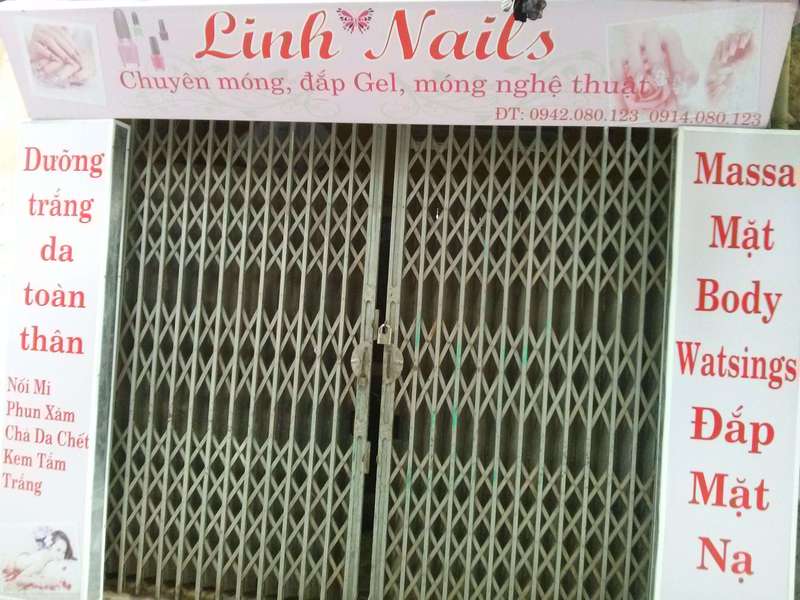 Linh Nails
Chuyên móng, đắp Gel, móng nghệ thuật
ĐT: 0942.080.123 0914.080.123
Dưỡng
trắng
da
toàn
thân
Nối Mi
Phun Xăm
Chà Da Chết
Kem Tắm
Trắng
Massa
Mặt
Body
Watsings
Đắp
Mặt
Nạ